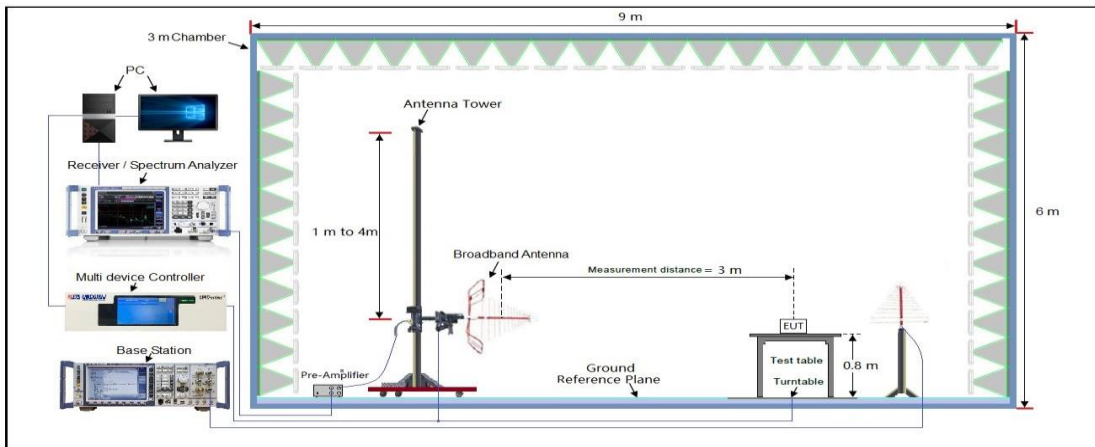 9 m
3 m Chamber
PC
Antenna Tower
Receiver / Spectrum Analyzer
6 m
1 m to 4m
Broadband Antenna
Measurement distance = 3 m
Multi device Controller
EUT
Base Station
Test table
0.8 m
Pre-Amplifier
Ground
Reference Plane
Turntable